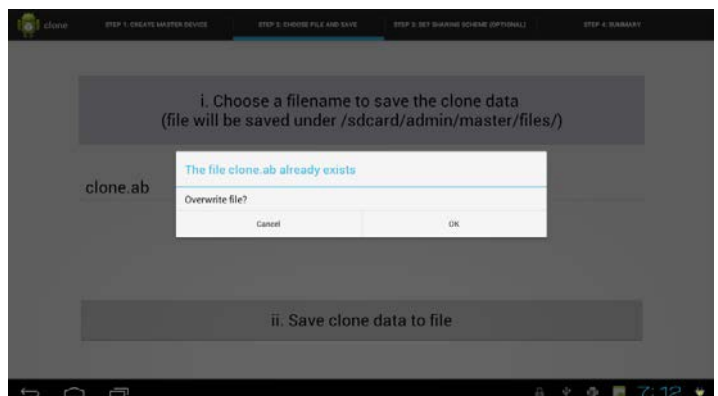 clone
STEP 1: CREATE MASTER DEVICE
STEP 2: CHOOSE FILE AND SAVE
STEP 3: SET SHARING SCHEME (OPTIONAL)
STEP 4: SUMMARY
i. Choose a filename to save the clone data
(file will be saved under /sdcard/admin/master/files/)
clone.ab
The file clone.ab already exists
Overwrite file?
Cancel
OK
ii. Save clone data to file
7:12